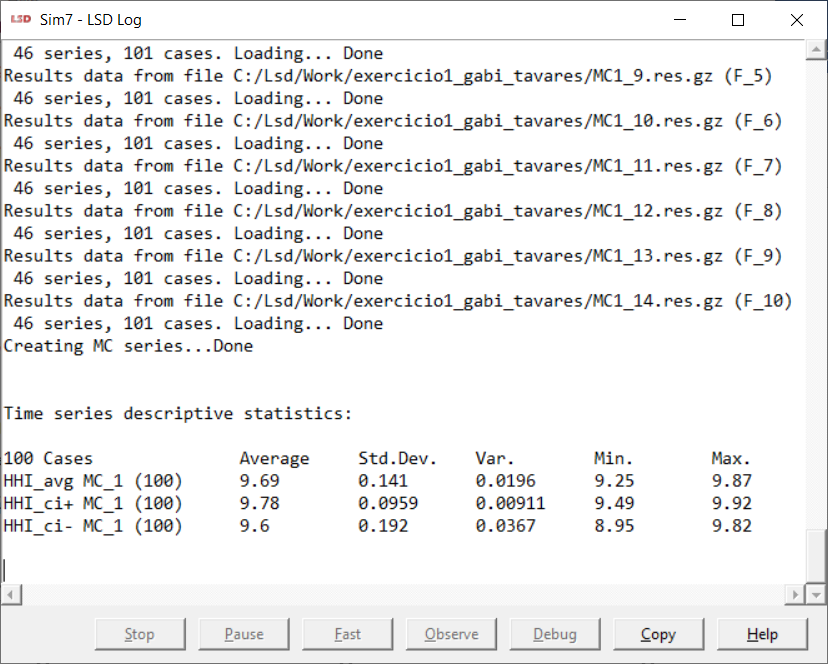 LSD Sim7 - LSD Log
46 series, 101 cases. Loading... Done
Results data from file C:/Lsd/Work/exercicio1_gabi_tavares/MC1_9.res.gz (F_5)
46 series, 101 cases. Loading... Done
Results data from file C:/Lsd/Work/exercicio1_gabi_tavares/MC1_10.res.gz (F_6)
46 series, 101 cases. Loading... Done
Results data from file C:/Lsd/Work/exercicio1_gabi_tavares/MC1_11.res.gz (F_7)
46 series, 101 cases. Loading... Done
Results data from file C:/Lsd/Work/exercicio1_gabi_tavares/MC1_12.res.gz (F_8)
46 series, 101 cases. Loading... Done
Results data from file C:/Lsd/Work/exercicio1_gabi_tavares/MC1_13.res.gz (F_9)
46 series, 101 cases. Loading... Done
Results data from file C:/Lsd/Work/exercicio1_gabi_tavares/MC1_14.res.gz (F_10)
46 series, 101 cases. Loading... Done
Creating MC series...Done
Time series descriptive statistics:
100 Cases Average Std.Dev. Var. Min. Max.
HHI_avg MC_1 (100) 9.69 0.141 0.0196 9.25 9.87
HHI_ci+ MC_1 (100) 9.78 0.0959 0.00911 9.49 9.92
HHI_ci- MC_1 (100) 9.6 0.192 0.0367 8.95 9.82
Stop Pause Fast Observe Debug Copy Help